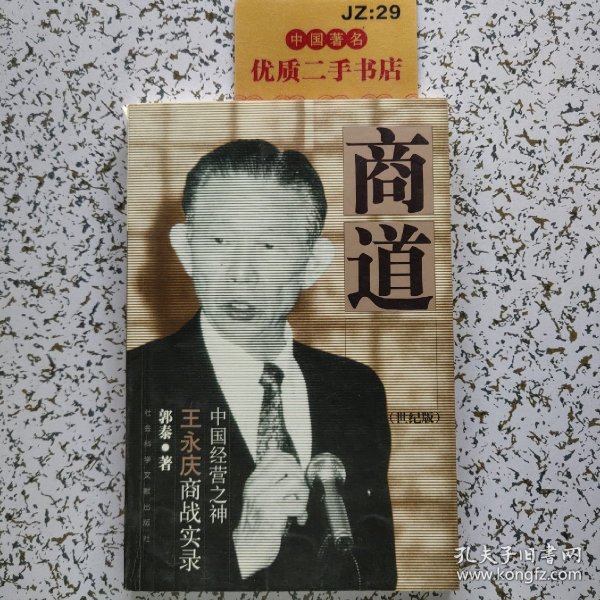 JZ:29
中国著名
优质二手书店
商道
（世纪版）
中国经营之神
王永庆商战实录
郭泰●著
社会科学文献出版社
孔夫子旧书网
www.kongfz.com